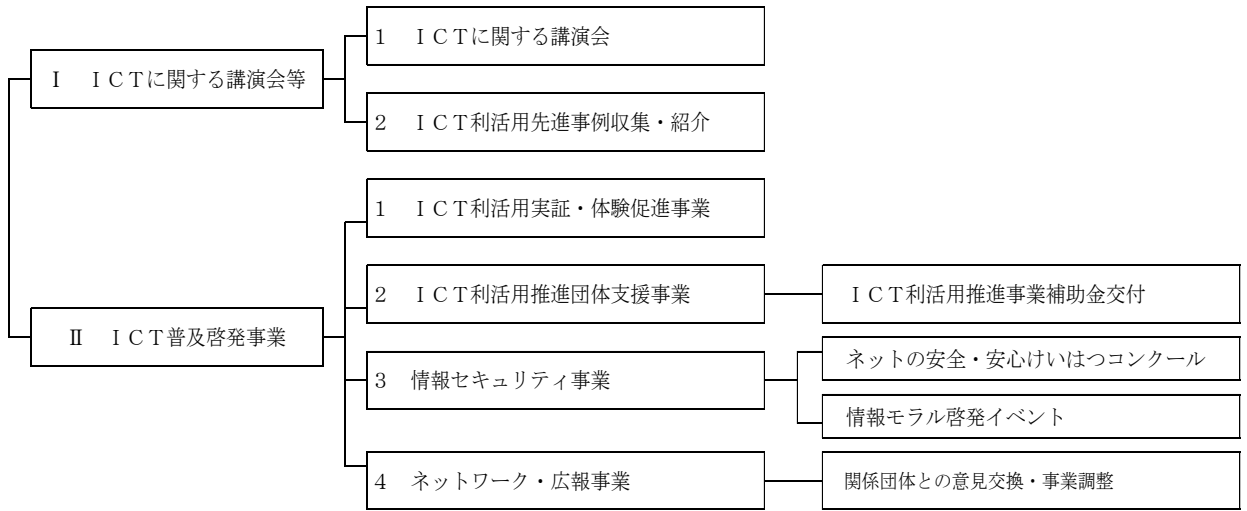 Ⅰ　ＩＣＴに関する講演会等
１　ＩＣＴに関する講演会
２　ＩＣＴ利活用先進事例収集・紹介
Ⅱ　ＩＣＴ普及啓発事業
１　ＩＣＴ利活用実証・体験促進事業
２　ＩＣＴ利活用推進団体支援事業
ＩＣＴ利活用推進事業補助金交付
３　情報セキュリティ事業
ネットの安全・安心けいはつコンクール
情報モラル啓発イベント
４　ネットワーク・広報事業
関係団体との意見交換・事業調整